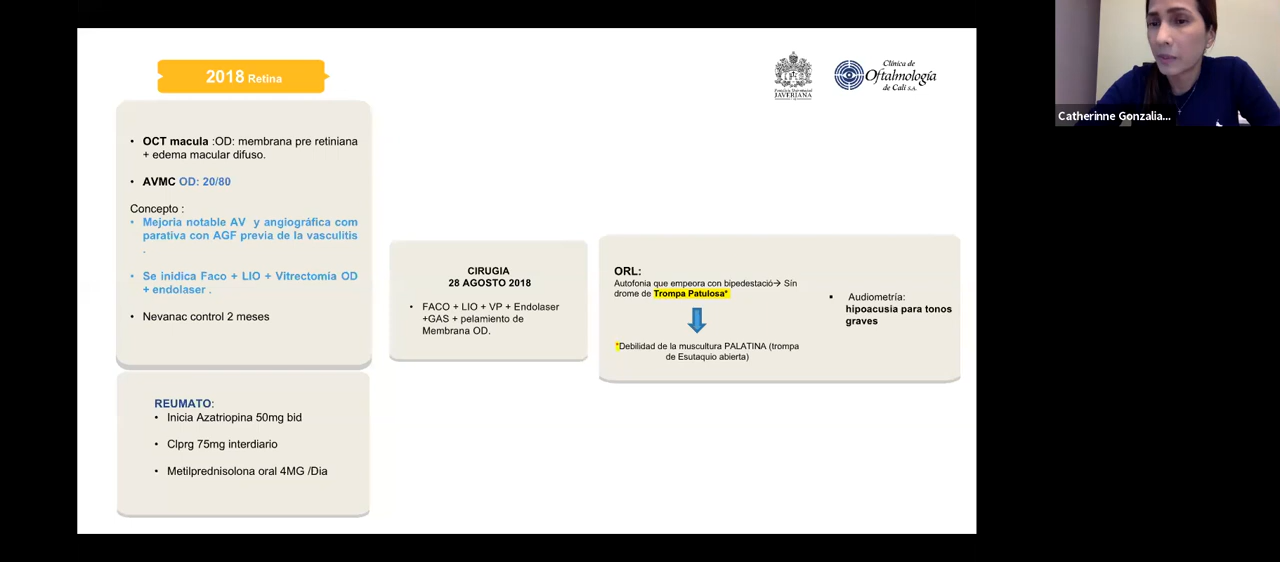 2018 Retina
• OCT macula :OD: membrana pre retiniana
+ edema macular difuso.
• AVMC OD: 20/80
Concepto :
• Mejoria notable AV y angiográfica com
parativa con AGF previa de la vasculitis
.
• Se inidica Faco + LIO + Vitrectomia OD
+ endolaser .
• Nevanac control 2 meses
REUMATO:
• Inicia Azatriopina 50mg bid
• Clprg 75mg interdiario
• Metilprednisolona oral 4MG /Dia
CIRUGIA
28 AGOSTO 2018
• FACO + LIO + VP + Endolaser
+GAS + pelamiento de
Membrana OD.
ORL:
Autofonia que empeora con bipedestació→ Sín
drome de Trompa Patulosa*
*Debilidad de la muscultura PALATINA (trompa
de Esutaquio abierta)
▪ Audiometría:
hipoacusia para tonos
graves
JAVERIANA
Clínica de
Oftalmología
de Cali S.A.
Catherinne Gonzalia...